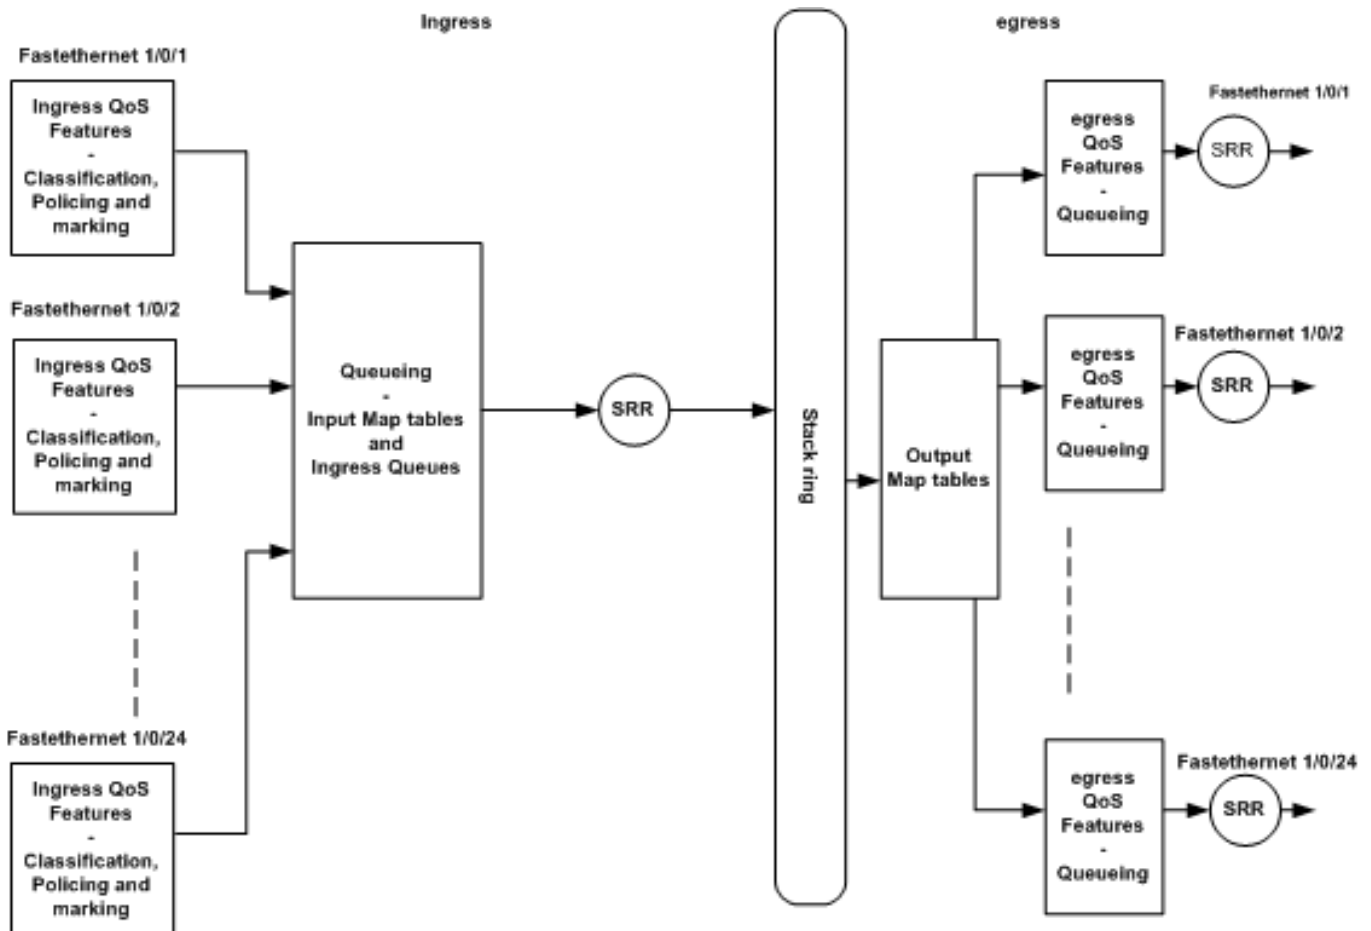 Ingress
egress
Fastethernet 1/0/1
Ingress QoS
Features
-
Classification,
Policing and
marking
Fastethernet 1/0/2
Ingress QoS
Features
-
Classification,
Policing and
marking
Fastethernet 1/0/24
Ingress QoS
Features
-
Classification,
Policing and
marking
Queueing
-
Input Map tables
and
Ingress Queues
SRR
Stack ring
Output
Map tables
egress
QoS
Features
-
Queueing
Fastethernet 1/0/1
SRR
egress
QoS
Features
-
Queueing
Fastethernet 1/0/2
SRR
egress
QoS
Features
-
Queueing
Fastethernet 1/0/24
SRR